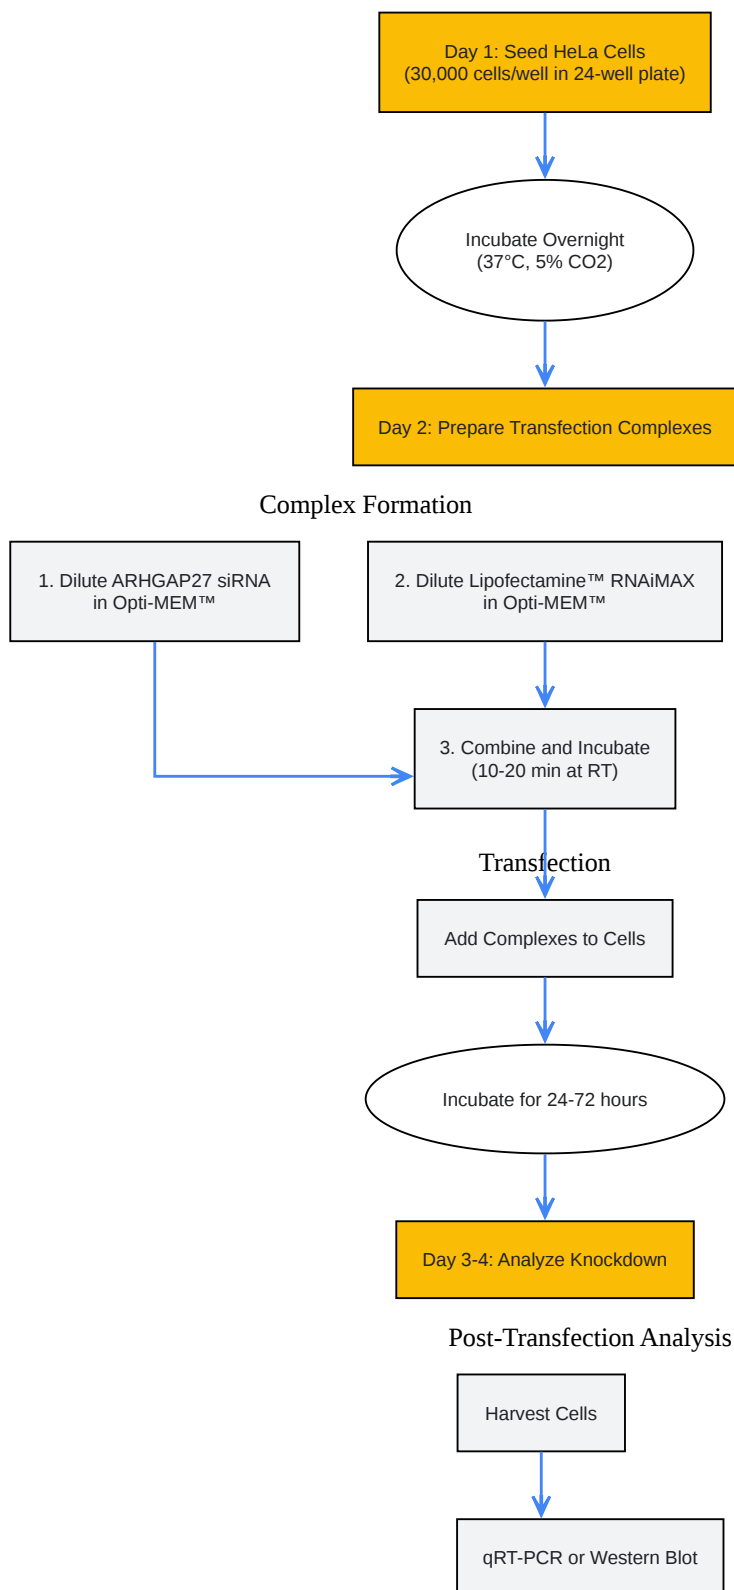 Day 1: Seed HeLa Cells
(30,000 cells/well in 24-well plate)
Incubate Overnight
(37°C, 5% CO2)
Day 2: Prepare Transfection Complexes
Complex Formation
1. Dilute ARHGAP27 siRNA
in Opti-MEM™
2. Dilute Lipofectamine™ RNAiMAX
in Opti-MEM™
3. Combine and Incubate
(10-20 min at RT)
Transfection
Add Complexes to Cells
Incubate for 24-72 hours
Day 3-4: Analyze Knockdown
Post-Transfection Analysis
Harvest Cells
qRT-PCR or Western Blot